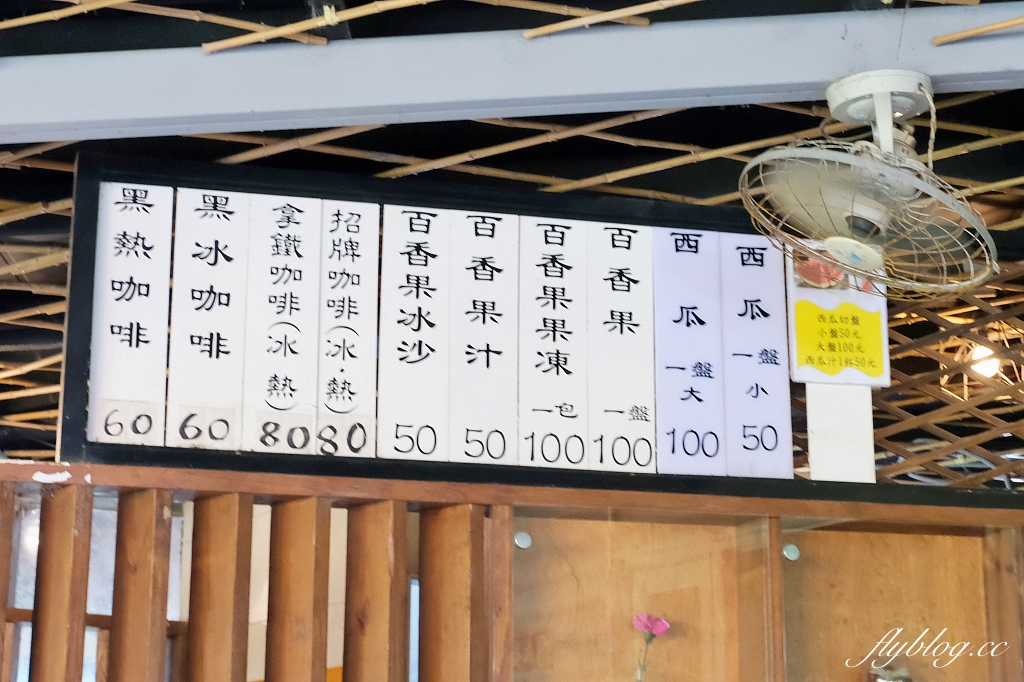 黑熱咖啡 60
黑冰咖啡 60
拿鐵咖啡(冰 熱) 80
招牌咖啡(冰·熱) 80
百香果冰沙 50
百香果汁 50
百香果果凍 一包 100
百香果 一盤 100
西瓜 一盤大 100
西瓜 一盤小 50
西瓜切盤
小盤50元
大盤100元
西瓜汁1杯50元
flyblog.cc